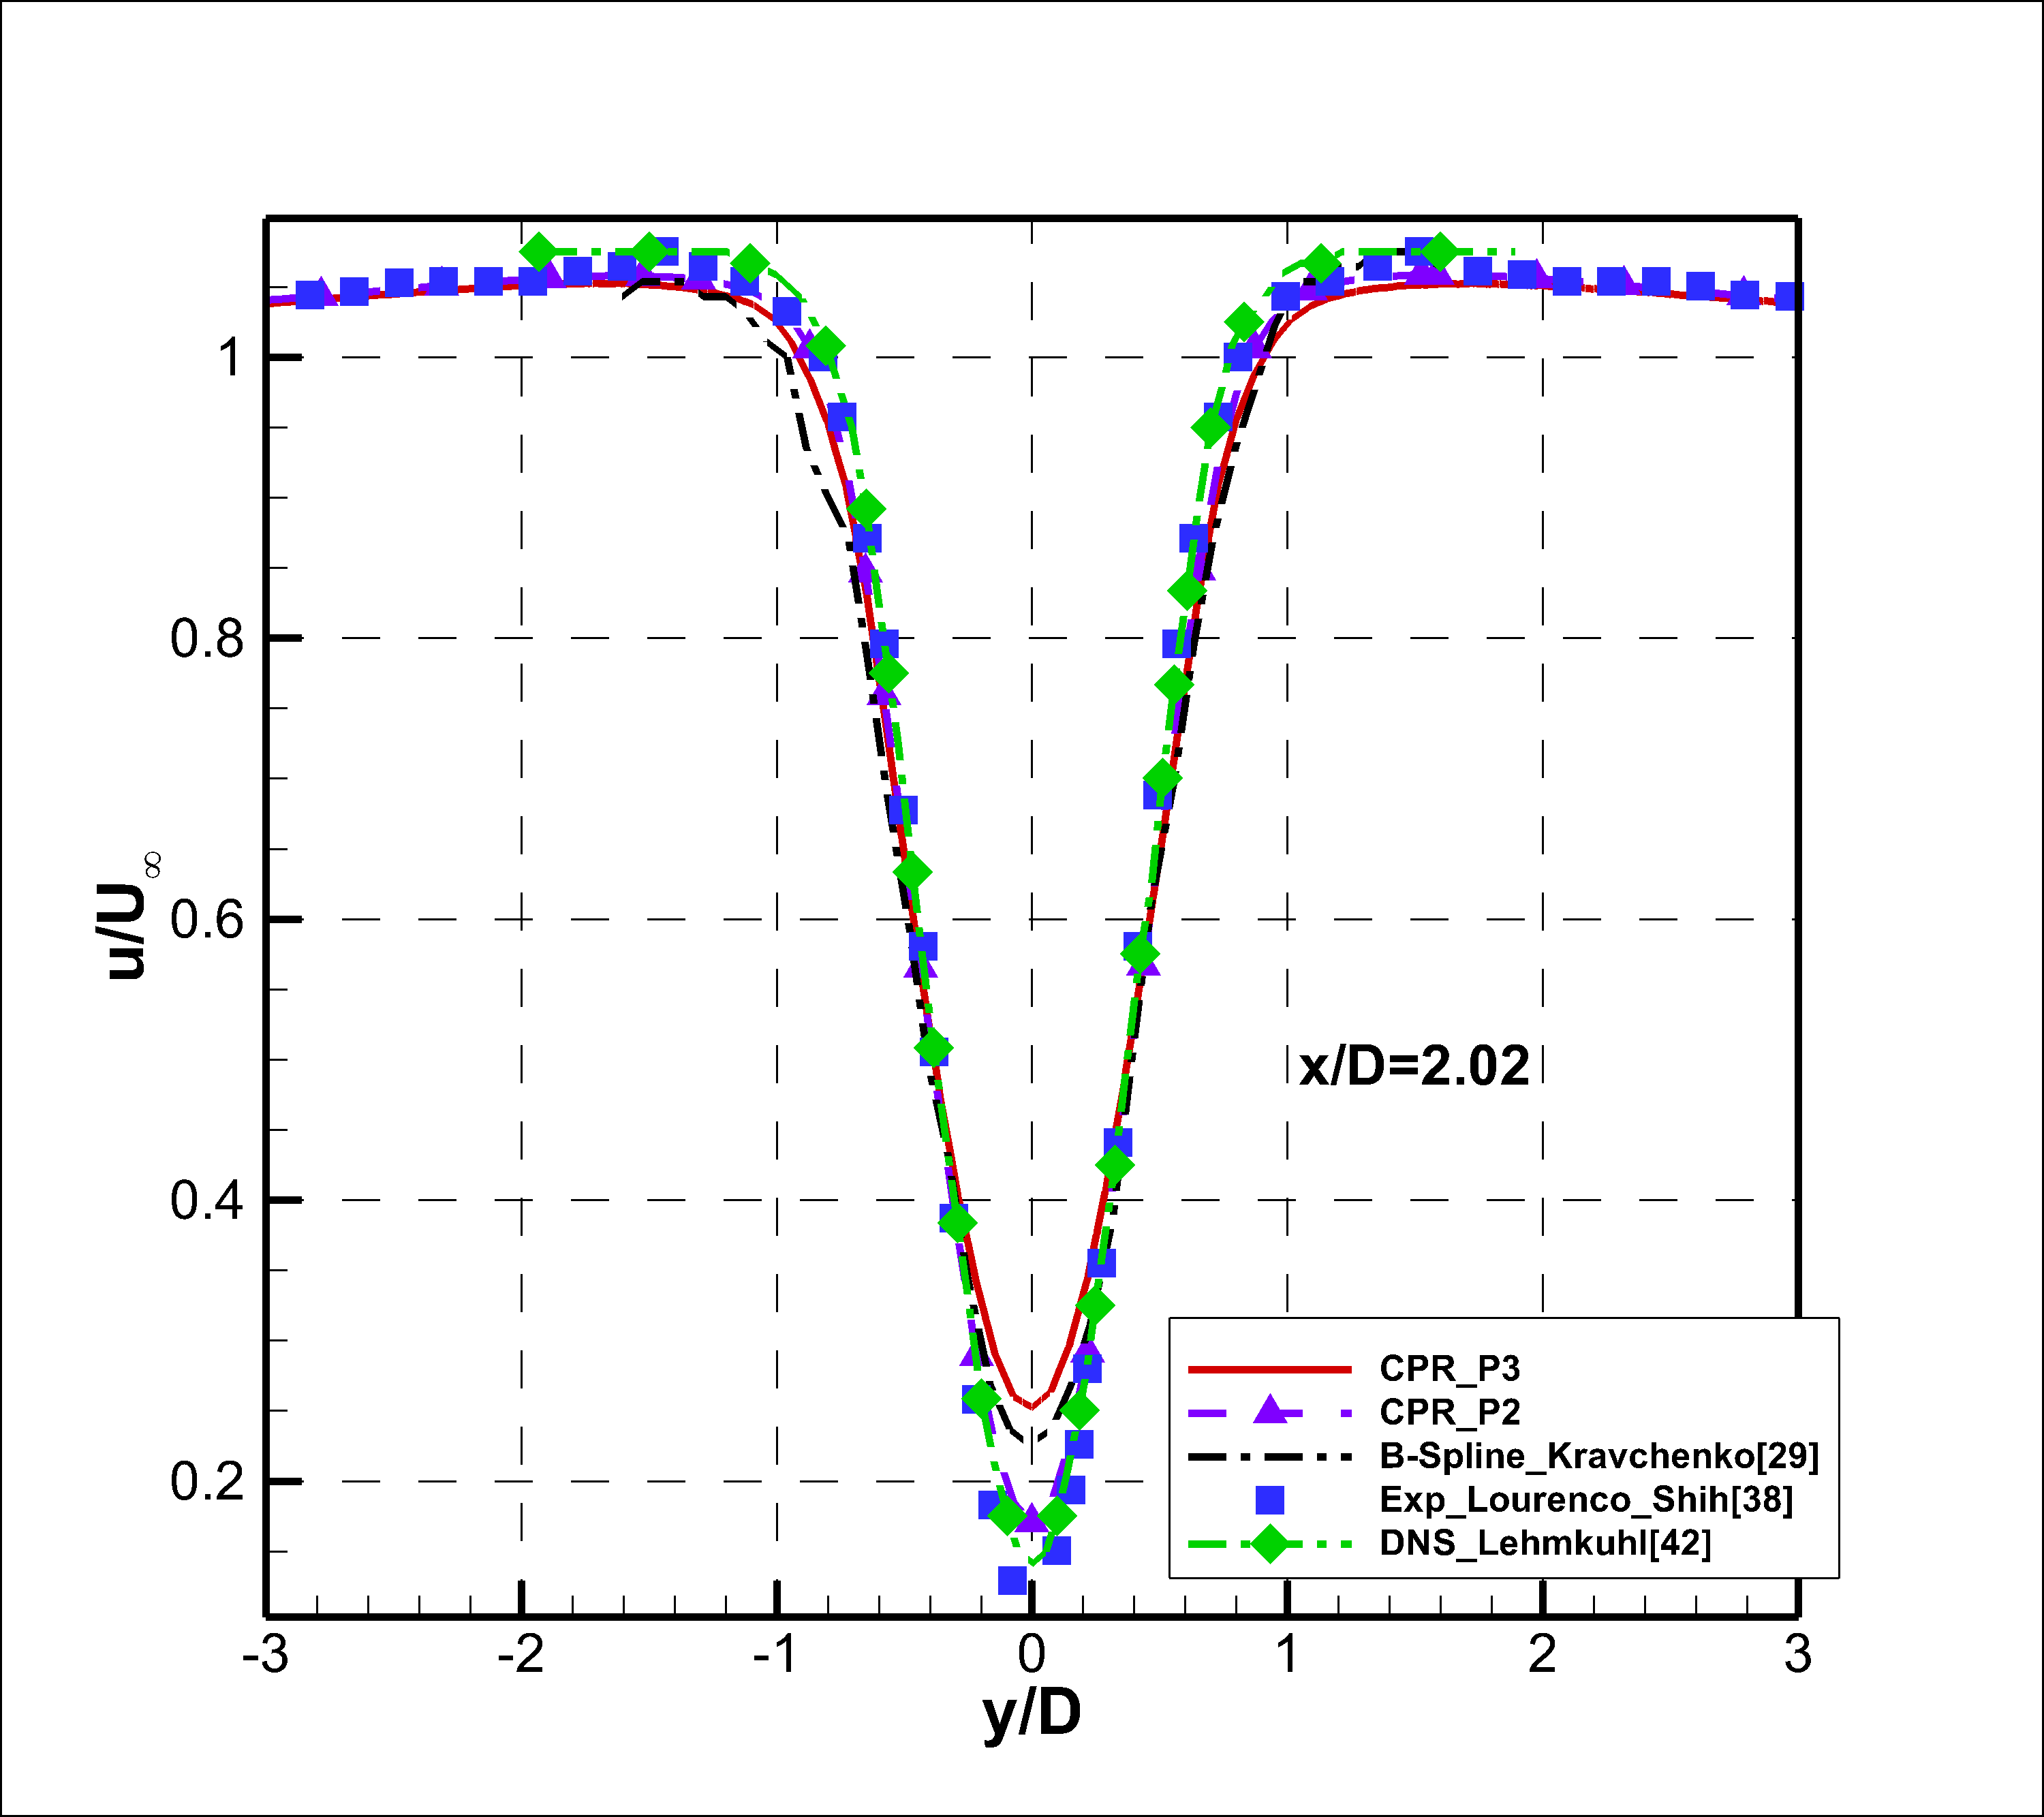 1
0.8
0.6
0.4
0.2
u/U∞
x/D=2.02
CPR_P3
CPR_P2
B-Spline_Kravchenko[29]
Exp_Lourenco_Shih[38]
DNS_Lehmkuhl[42]
-3 -2 -1 0 1 2 3
y/D